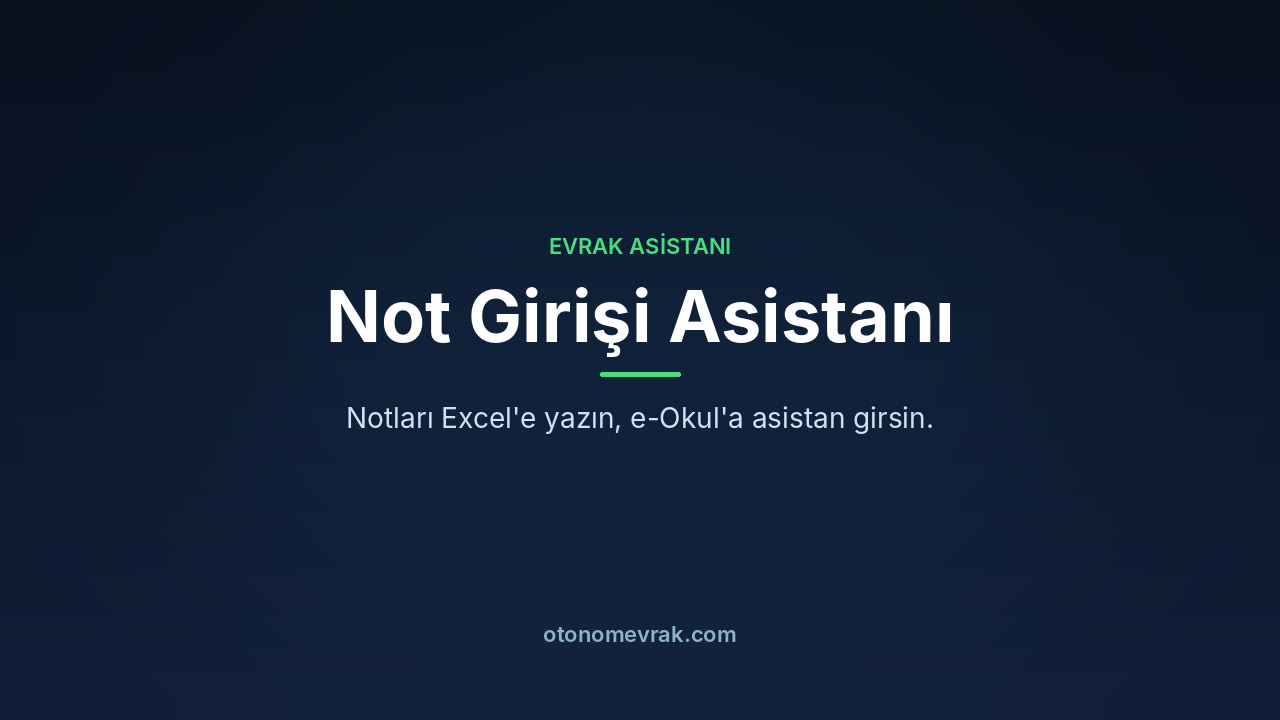 EVRAK ASİSTANI
Not Girişi Asistanı
Notları Excel'e yazın, e-Okul'a asistan girsin.
otonomevrak.com